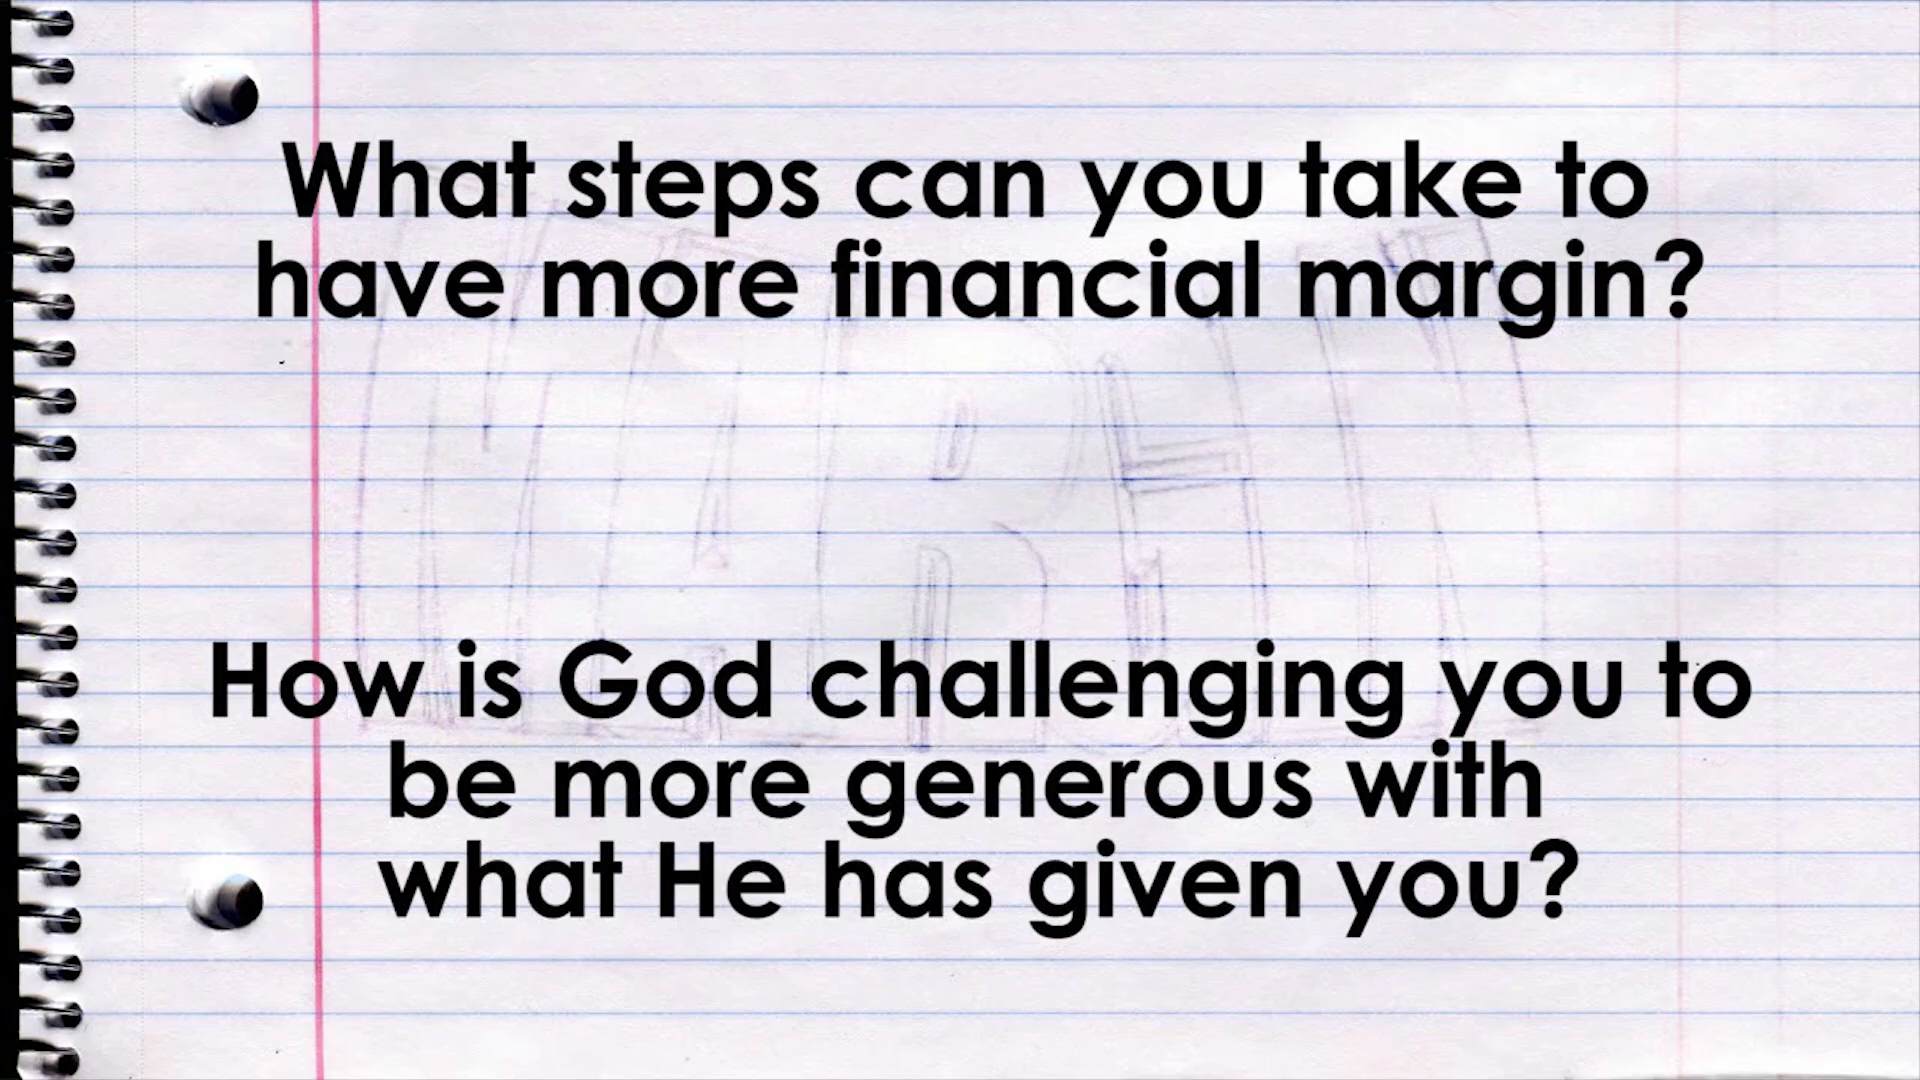 What steps can you take to
have more financial margin?
How is God challenging you to
be more generous with
what He has given you?